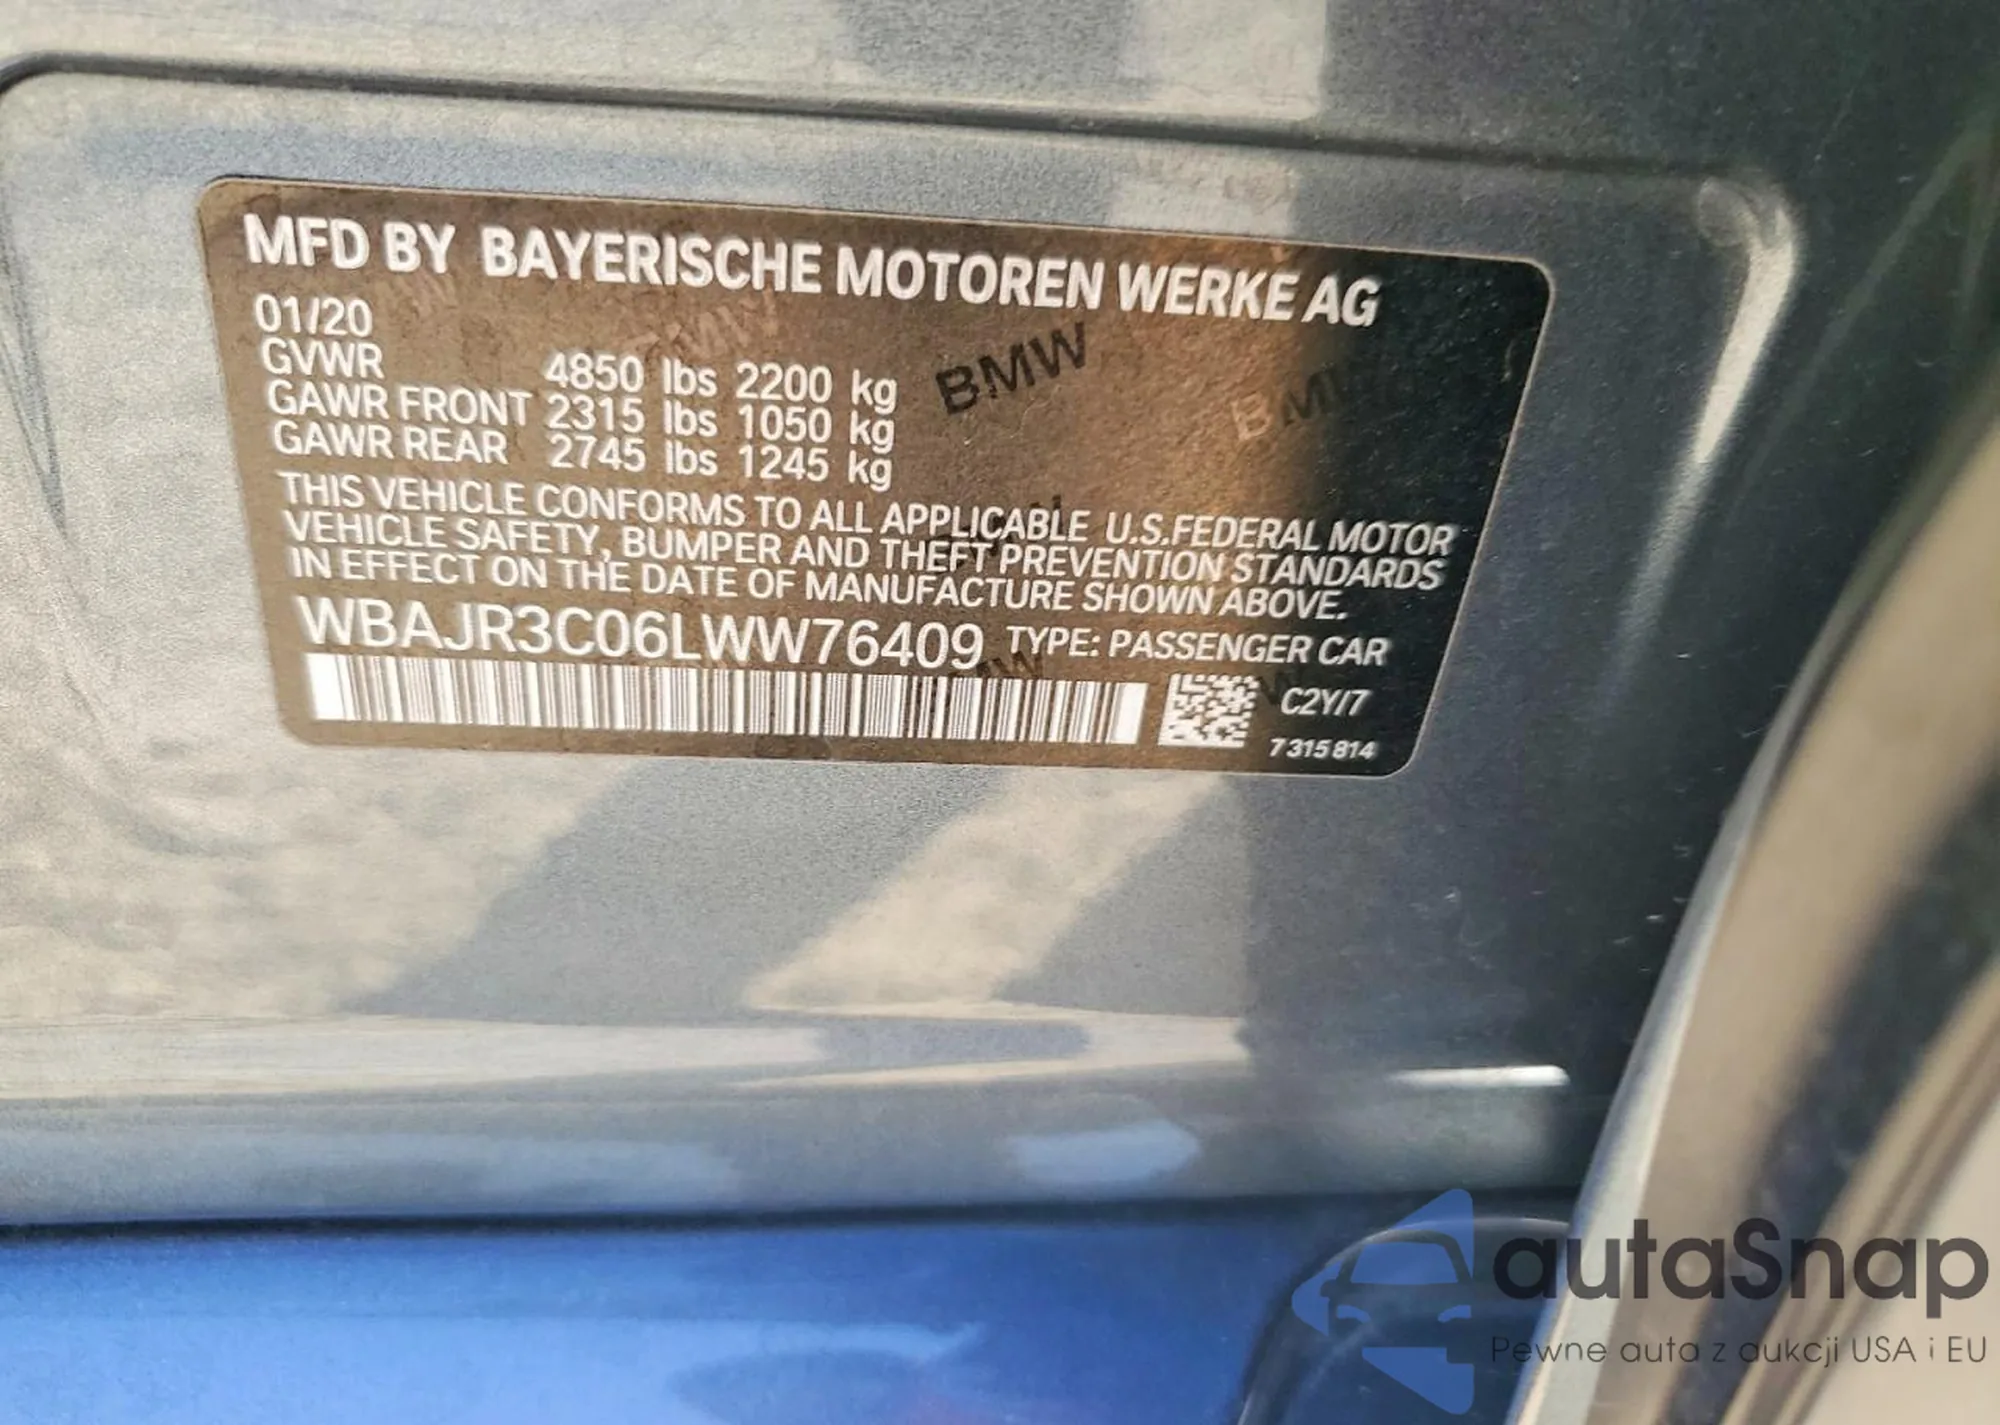 MFD BY BAYERISCHE MOTOREN WERKE AG
01/20
GVWR 4850 lbs 2200 kg
GAWR FRONT 2315 lbs 1050 kg
GAWR REAR 2745 lbs 1245 kg
BMW
THIS VEHICLE CONFORMS TO ALL APPLICABLE U.S.FEDERAL MOTOR
VEHICLE SAFETY, BUMPER AND THEFT PREVENTION STANDARDS
IN EFFECT ON THE DATE OF MANUFACTURE SHOWN ABOVE.
WBAJR3C06LWW76409 TYPE: PASSENGER CAR
C2Y/7
7 315 814
autaSnap
Pewne auta z aukcji USA i EU